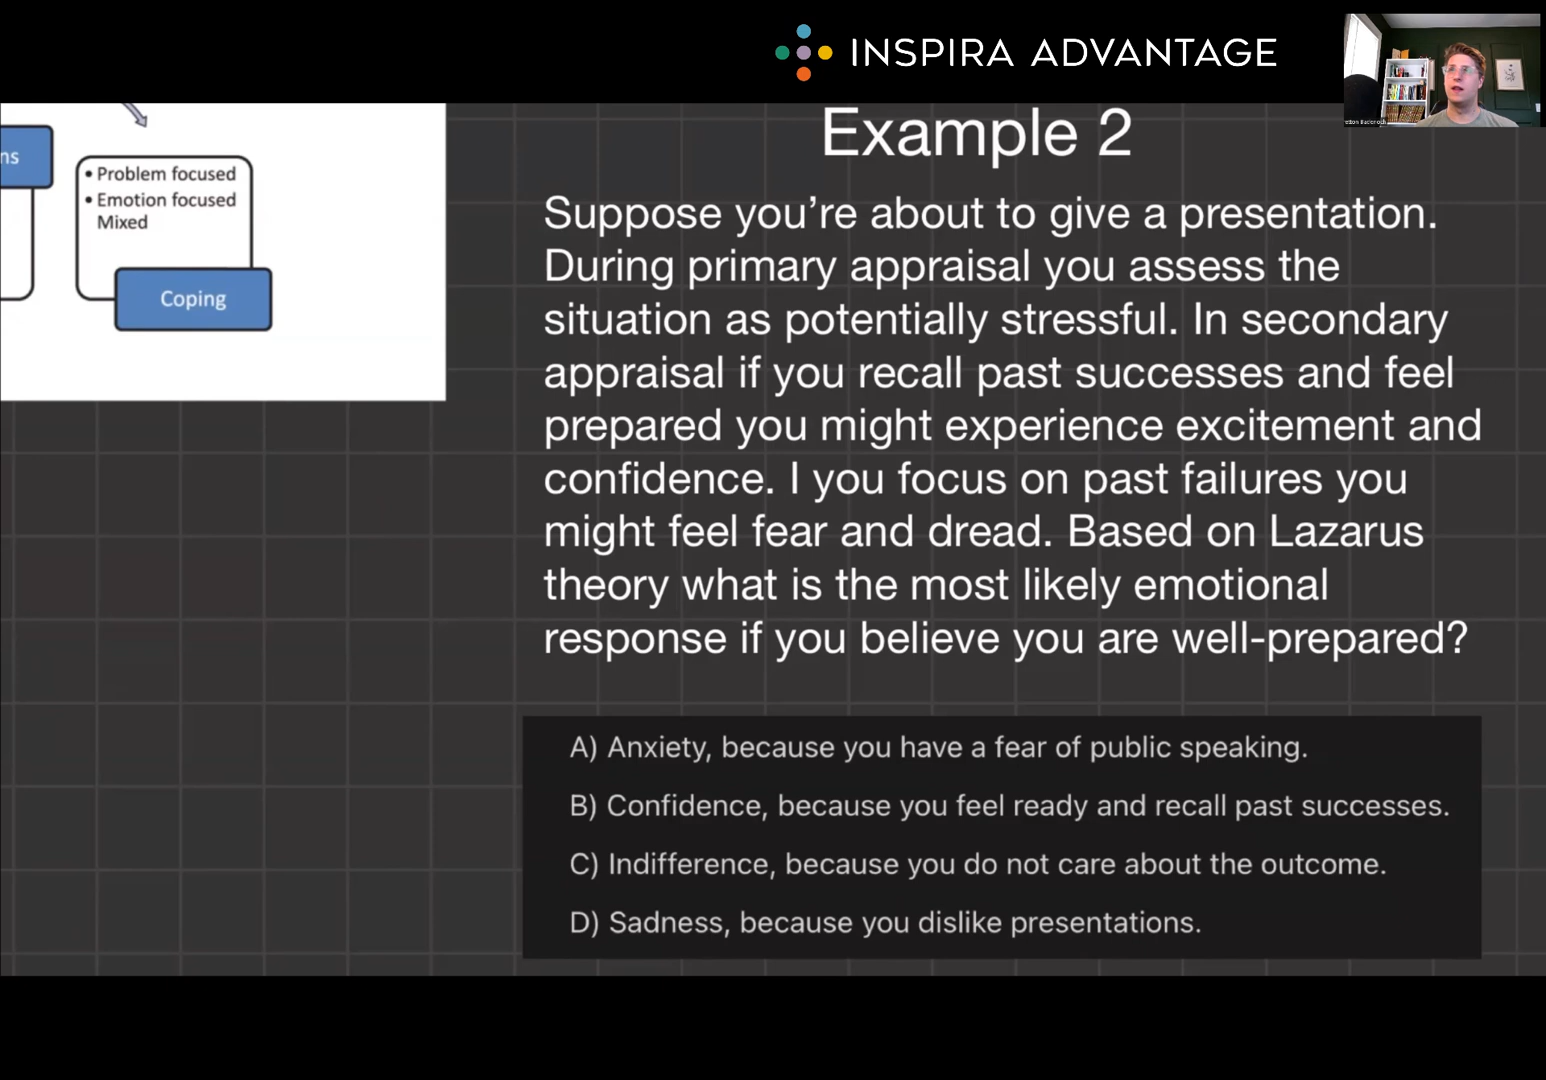 INSPIRA ADVANTAGE
Example 2
ns
• Problem focused
• Emotion focused
Mixed
Coping
Suppose you’re about to give a presentation.
During primary appraisal you assess the
situation as potentially stressful. In secondary
appraisal if you recall past successes and feel
prepared you might experience excitement and
confidence. I you focus on past failures you
might feel fear and dread. Based on Lazarus
theory what is the most likely emotional
response if you believe you are well-prepared?
A) Anxiety, because you have a fear of public speaking.
B) Confidence, because you feel ready and recall past successes.
C) Indifference, because you do not care about the outcome.
D) Sadness, because you dislike presentations.